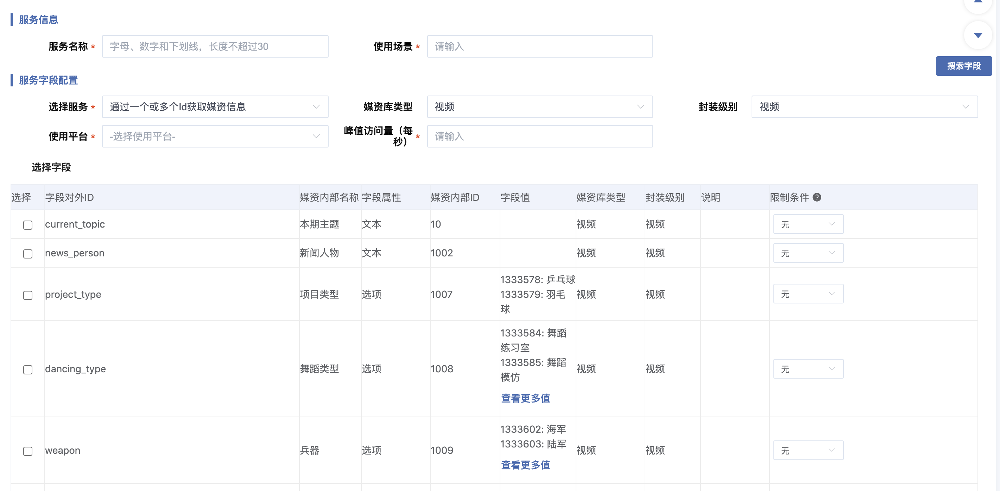 服务信息
服务名称 * 字母、数字和下划线，长度不超过30 使用场景 * 请输入
搜索字段
服务字段配置
选择服务 * 通过一个或多个Id获取媒资信息 媒资库类型 视频 封装级别 视频
使用平台 * -选择使用平台- 峰值访问量（每
秒） * 请输入
选择字段
选择 字段对外ID 媒资内部名称 字段属性 媒资内部ID 字段值 媒资库类型 封装级别 说明 限制条件 ?
current_topic 本期主题 文本 10 视频 视频 无
news_person 新闻人物 文本 1002 视频 视频 无
1333578: 乒乓球
project_type 项目类型 选项 1007 1333579: 羽毛 视频 视频 无
球
1333584: 舞蹈
练习室
1333585: 舞蹈
dancing_type 舞蹈类型 选项 1008 视频 视频 无
模仿
查看更多值
1333602: 海军
1333603: 陆军
weapon 兵器 选项 1009 视频 视频 无
查看更多值